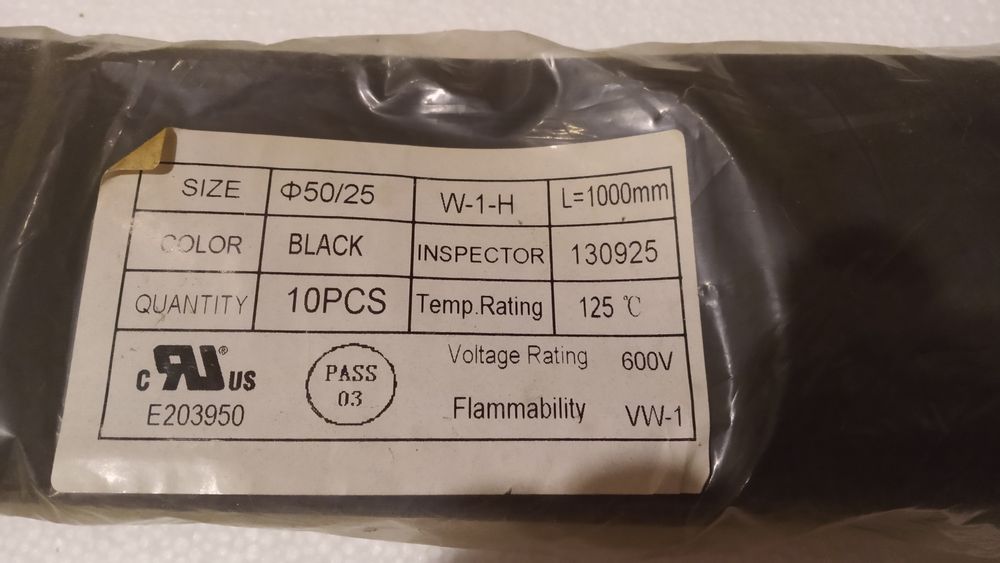 SIZE Φ50/25 W-1-H L=1000mm
COLOR BLACK INSPECTOR 130925
QUANTITY 10PCS Temp.Rating 125 ℃
c RU ® US
E203950
PASS
03
Voltage Rating 600V
Flammability VW-1